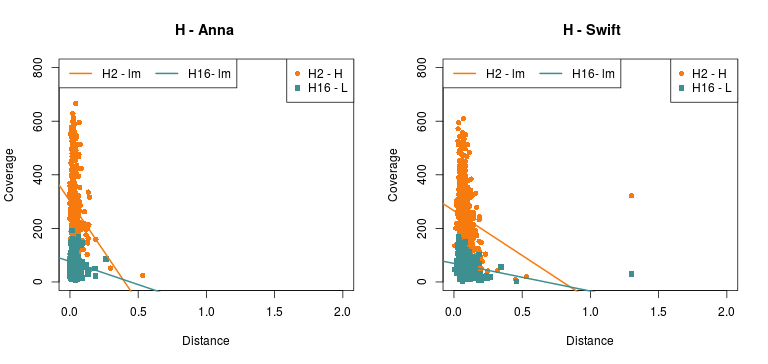 H - Anna
H2 - lm H16- lm
H2 - H
H16 - L
Coverage
800
600
400
200
0
0.0 0.5 1.0 1.5 2.0
Distance
H - Swift
H2 - lm H16- lm
H2 - H
H16 - L
Coverage
800
600
400
200
0
0.0 0.5 1.0 1.5 2.0
Distance